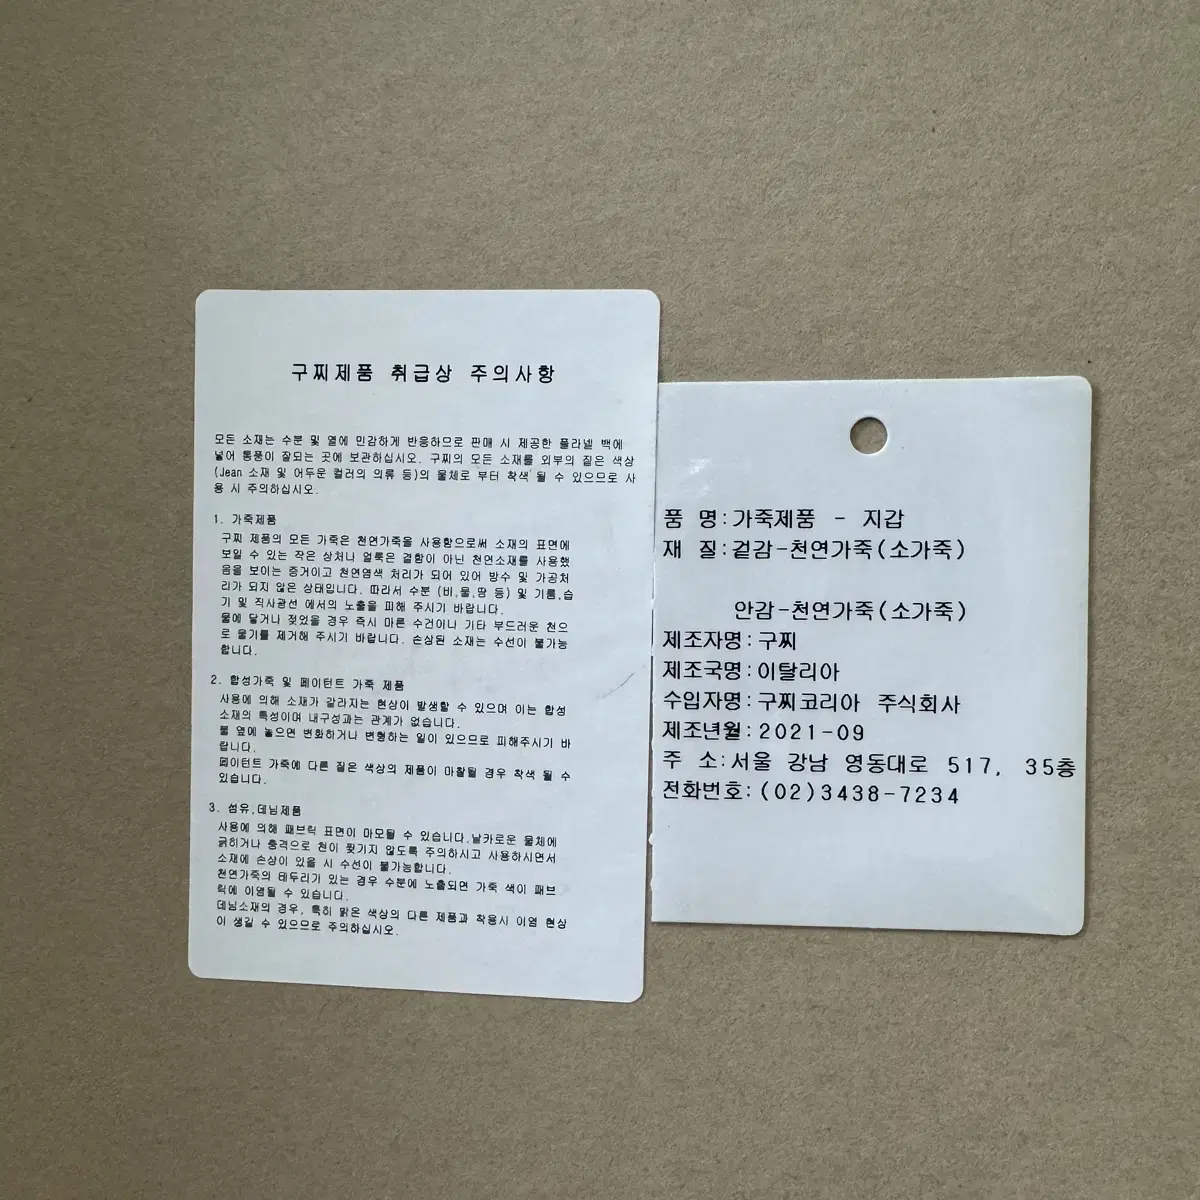 구찌제품 취급상 주의사항
모든 소재는 수분 및 열에 민감하게 반응하므로 판매 시 제공한 플라넬 백에
넣어 통풍이 잘되는 곳에 보관하십시오. 구찌의 모든 소재를 외부의 짙은 색상
(Jean 소재 및 어두운 컬러의 의류 등)의 물체로 부터 착색 될 수 있으므로 사
용 시 주의하십시오.
1. 가죽제품
구찌 제품의 모든 가죽은 천연가죽을 사용함으로써 소재의 표면에
보일 수 있는 작은 상처나 얼룩은 결함이 아닌 천연소재를 사용했
음을 보이는 증거이고 천연염색 처리가 되어 있어 방수 및 가공처
리가 되지 않은 상태입니다. 따라서 수분 (비,물,땀 등) 및 기름,습
기 및 직사광선 에서의 노출을 피해 주시기 바랍니다.
물에 닿거나 젖었을 경우 즉시 마른 수건이나 기타 부드러운 천으
로 물기를 제거해 주시기 바랍니다. 손상된 소재는 수선이 불가능
합니다.
2. 합성가죽 및 페이턴트 가죽 제품
사용에 의해 소재가 갈라지는 현상이 발생할 수 있으며 이는 합성
소재의 특성이며 내구성과는 관계가 없습니다.
불 옆에 놓으면 변화하거나 변형하는 일이 있으므로 피해주시기 바
랍니다.
페이턴트 가죽에 다른 짙은 색상의 제품이 마찰될 경우 착색 될 수
있습니다.
3. 섬유,데님제품
사용에 의해 패브릭 표면이 마모될 수 있습니다.날카로운 물체에
긁히거나 충격으로 천이 찢기지 않도록 주의하시고 사용하시면서
소재에 손상이 있을 시 수선이 불가능합니다.
천연가죽의 테두리가 있는 경우 수분에 노출되면 가죽 색이 패브
릭에 이염될 수 있습니다.
데님소재의 경우, 특히 밝은 색상의 다른 제품과 착용시 이염 현상
이 생길 수 있으므로 주의하십시오.
품 명:가죽제품 - 지갑
재 질:겉감-천연가죽(소가죽)
안감-천연가죽(소가죽)
제조자명:구찌
제조국명:이탈리아
수입자명:구찌코리아 주식회사
제조년월:2021-09
주 소:서울 강남 영동대로 517, 35층
전화번호:(02)3438-7234